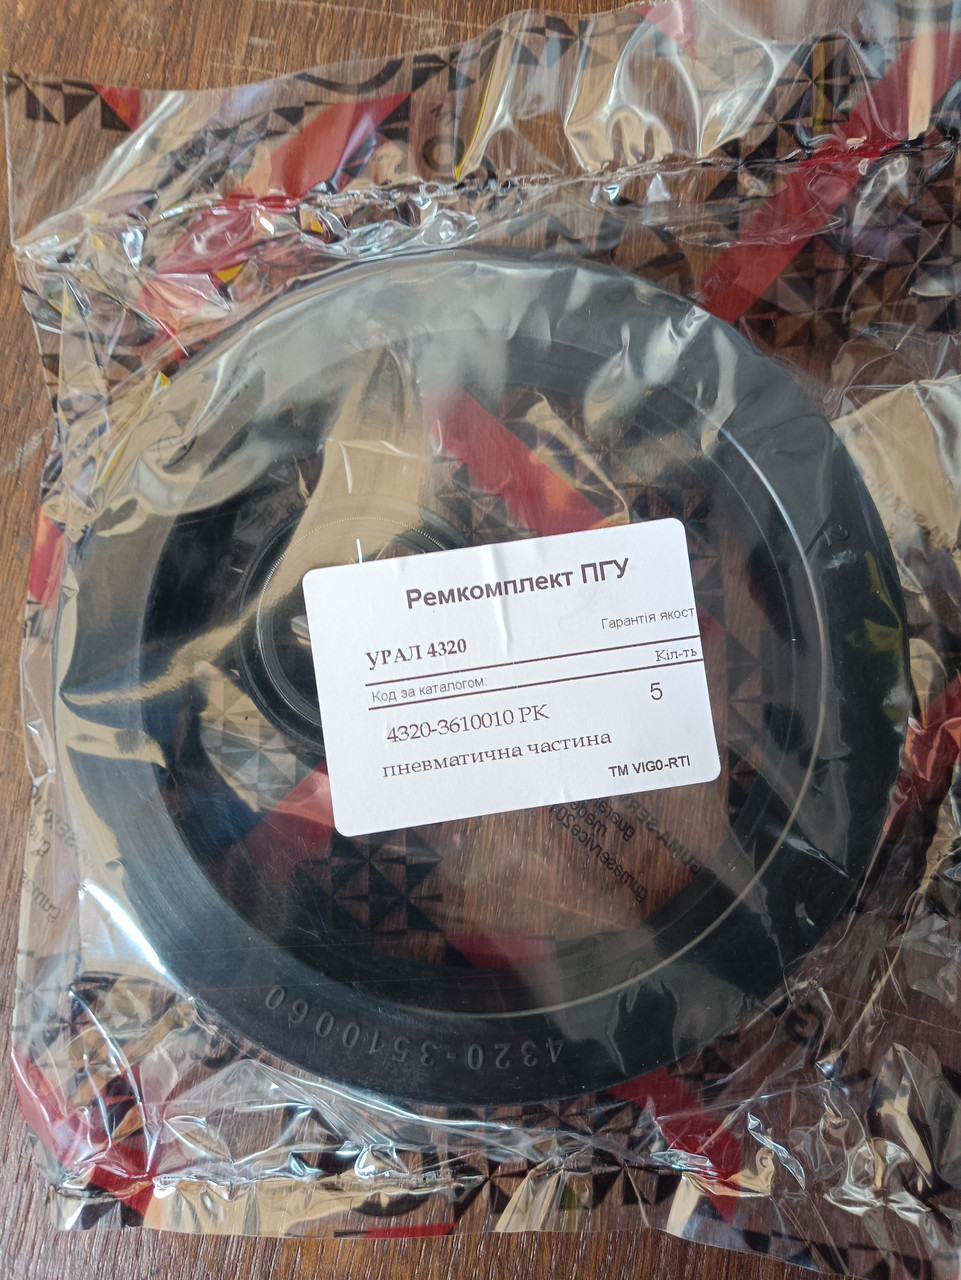 Ремкомплект ПГУ
Гарантія якост
УРАЛ 4320
Кіл-ть
Код за каталогом:
5
4320-3610010 РК
пневматична частина
TM VIGO-RTI
4320-3510060